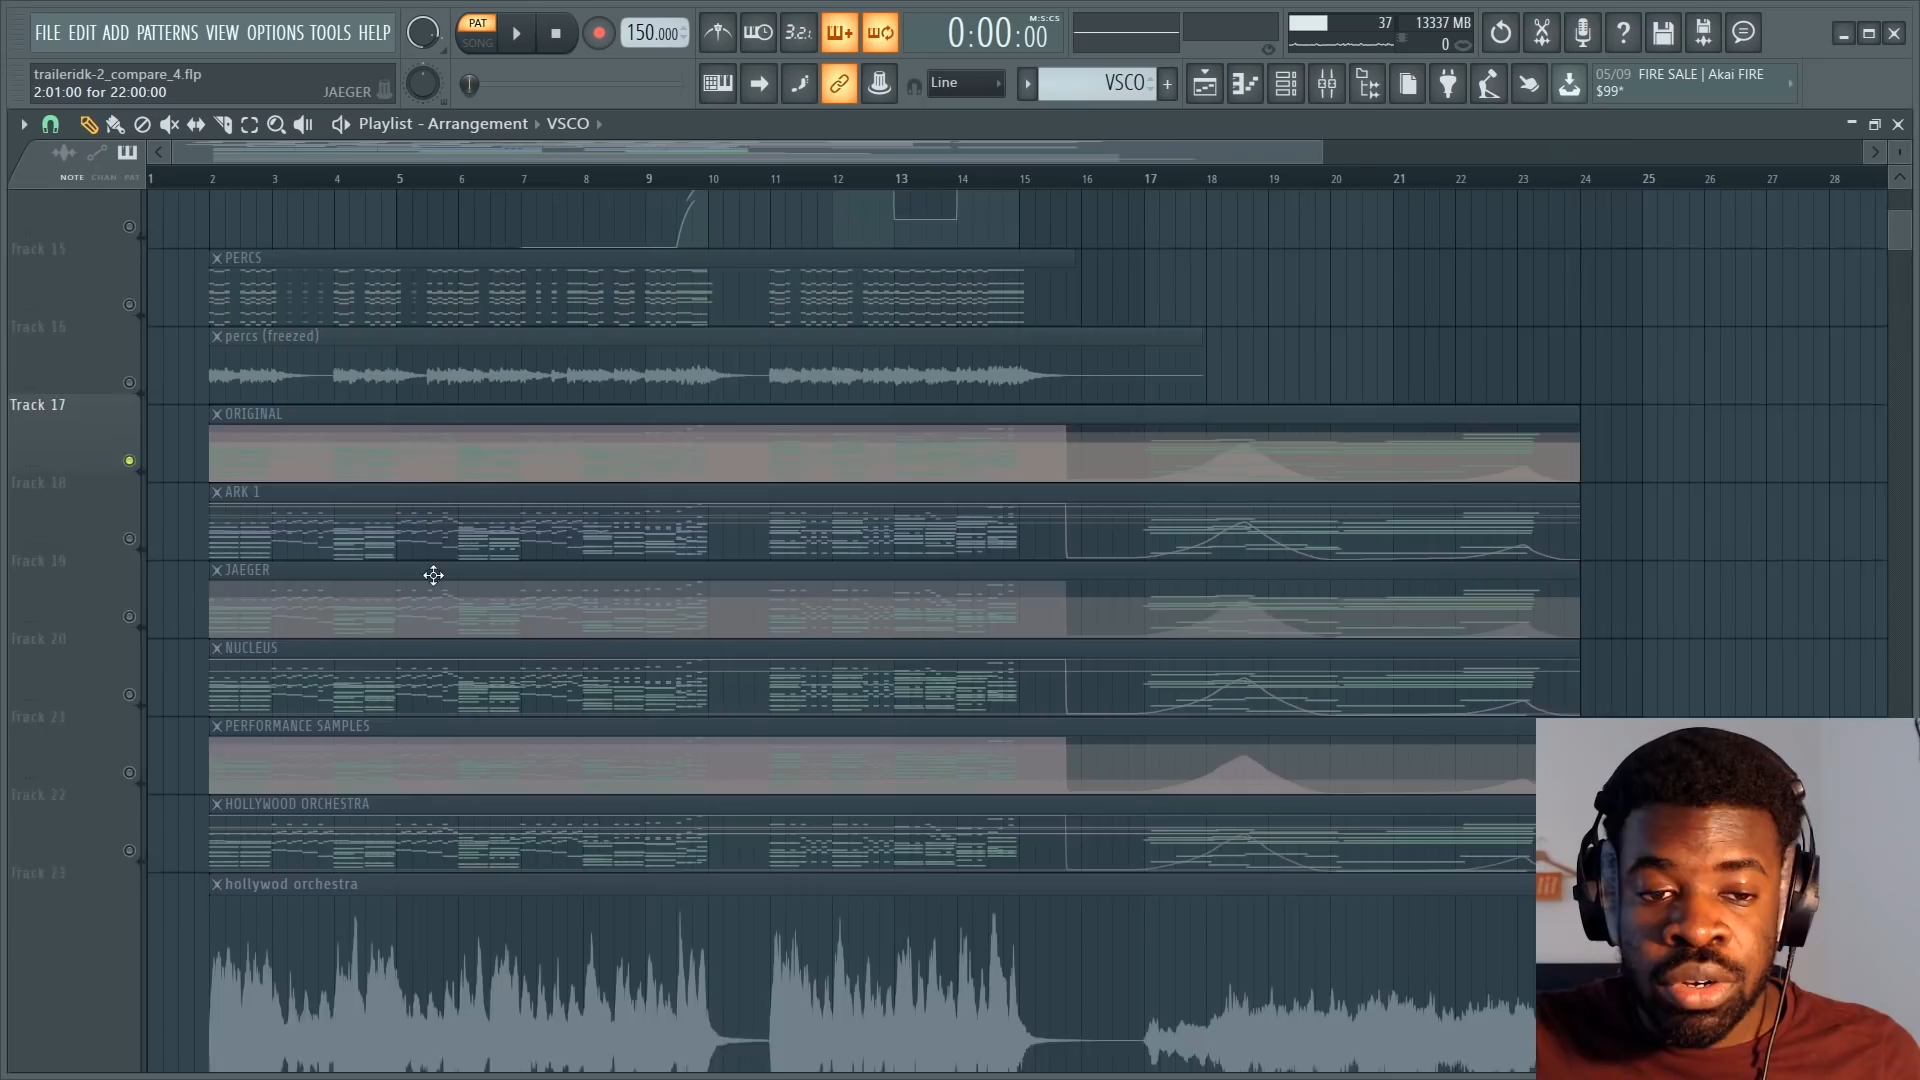 FILE EDIT ADD PATTERNS VIEW OPTIONS TOOLS HELP
PAT
SONG
150.000
3.2.
M:S:CS
0:00:00
37
13337 MB
0
traileridk-2_compare_4.flp
2:01:00 for 22:00:00
JAEGER
Line
VSCO
05/09 FIRE SALE | Akai FIRE
$99*
Playlist - Arrangement VSCO
NOTE CHAN PAT
1 2 3 4 5 6 7 8 9 10 11 12 13 14 15 16 17 18 19 20 21 22 23 24 25 26 27 28
Track 15
PERCS
Track 16
percs (freezed)
Track 17
ORIGINAL
Track 18
ARK 1
Track 19
JAEGER
Track 20
NUCLEUS
Track 21
PERFORMANCE SAMPLES
Track 22
HOLLYWOOD ORCHESTRA
Track 23
hollywod orchestra